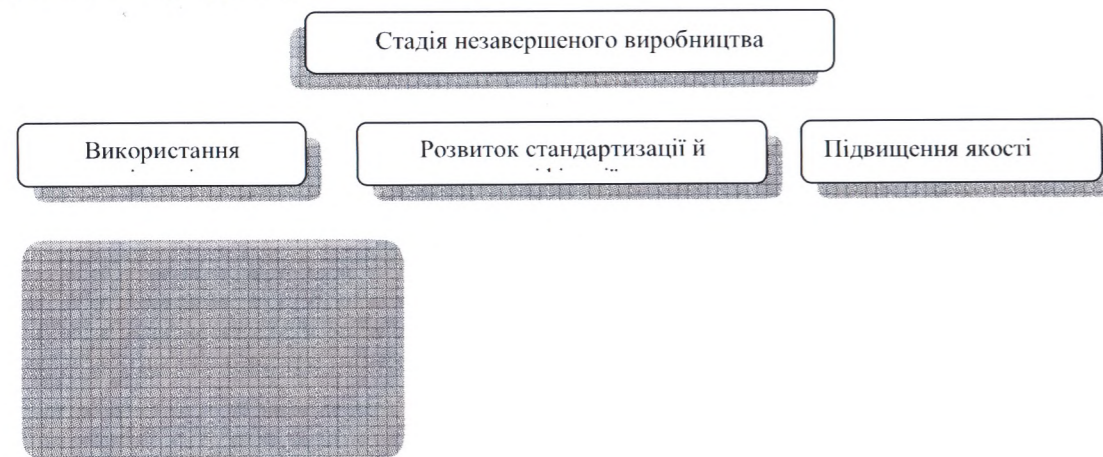 Стадія незавершеного виробництва
Використання
Розвиток стандартизації й
Підвищення якості